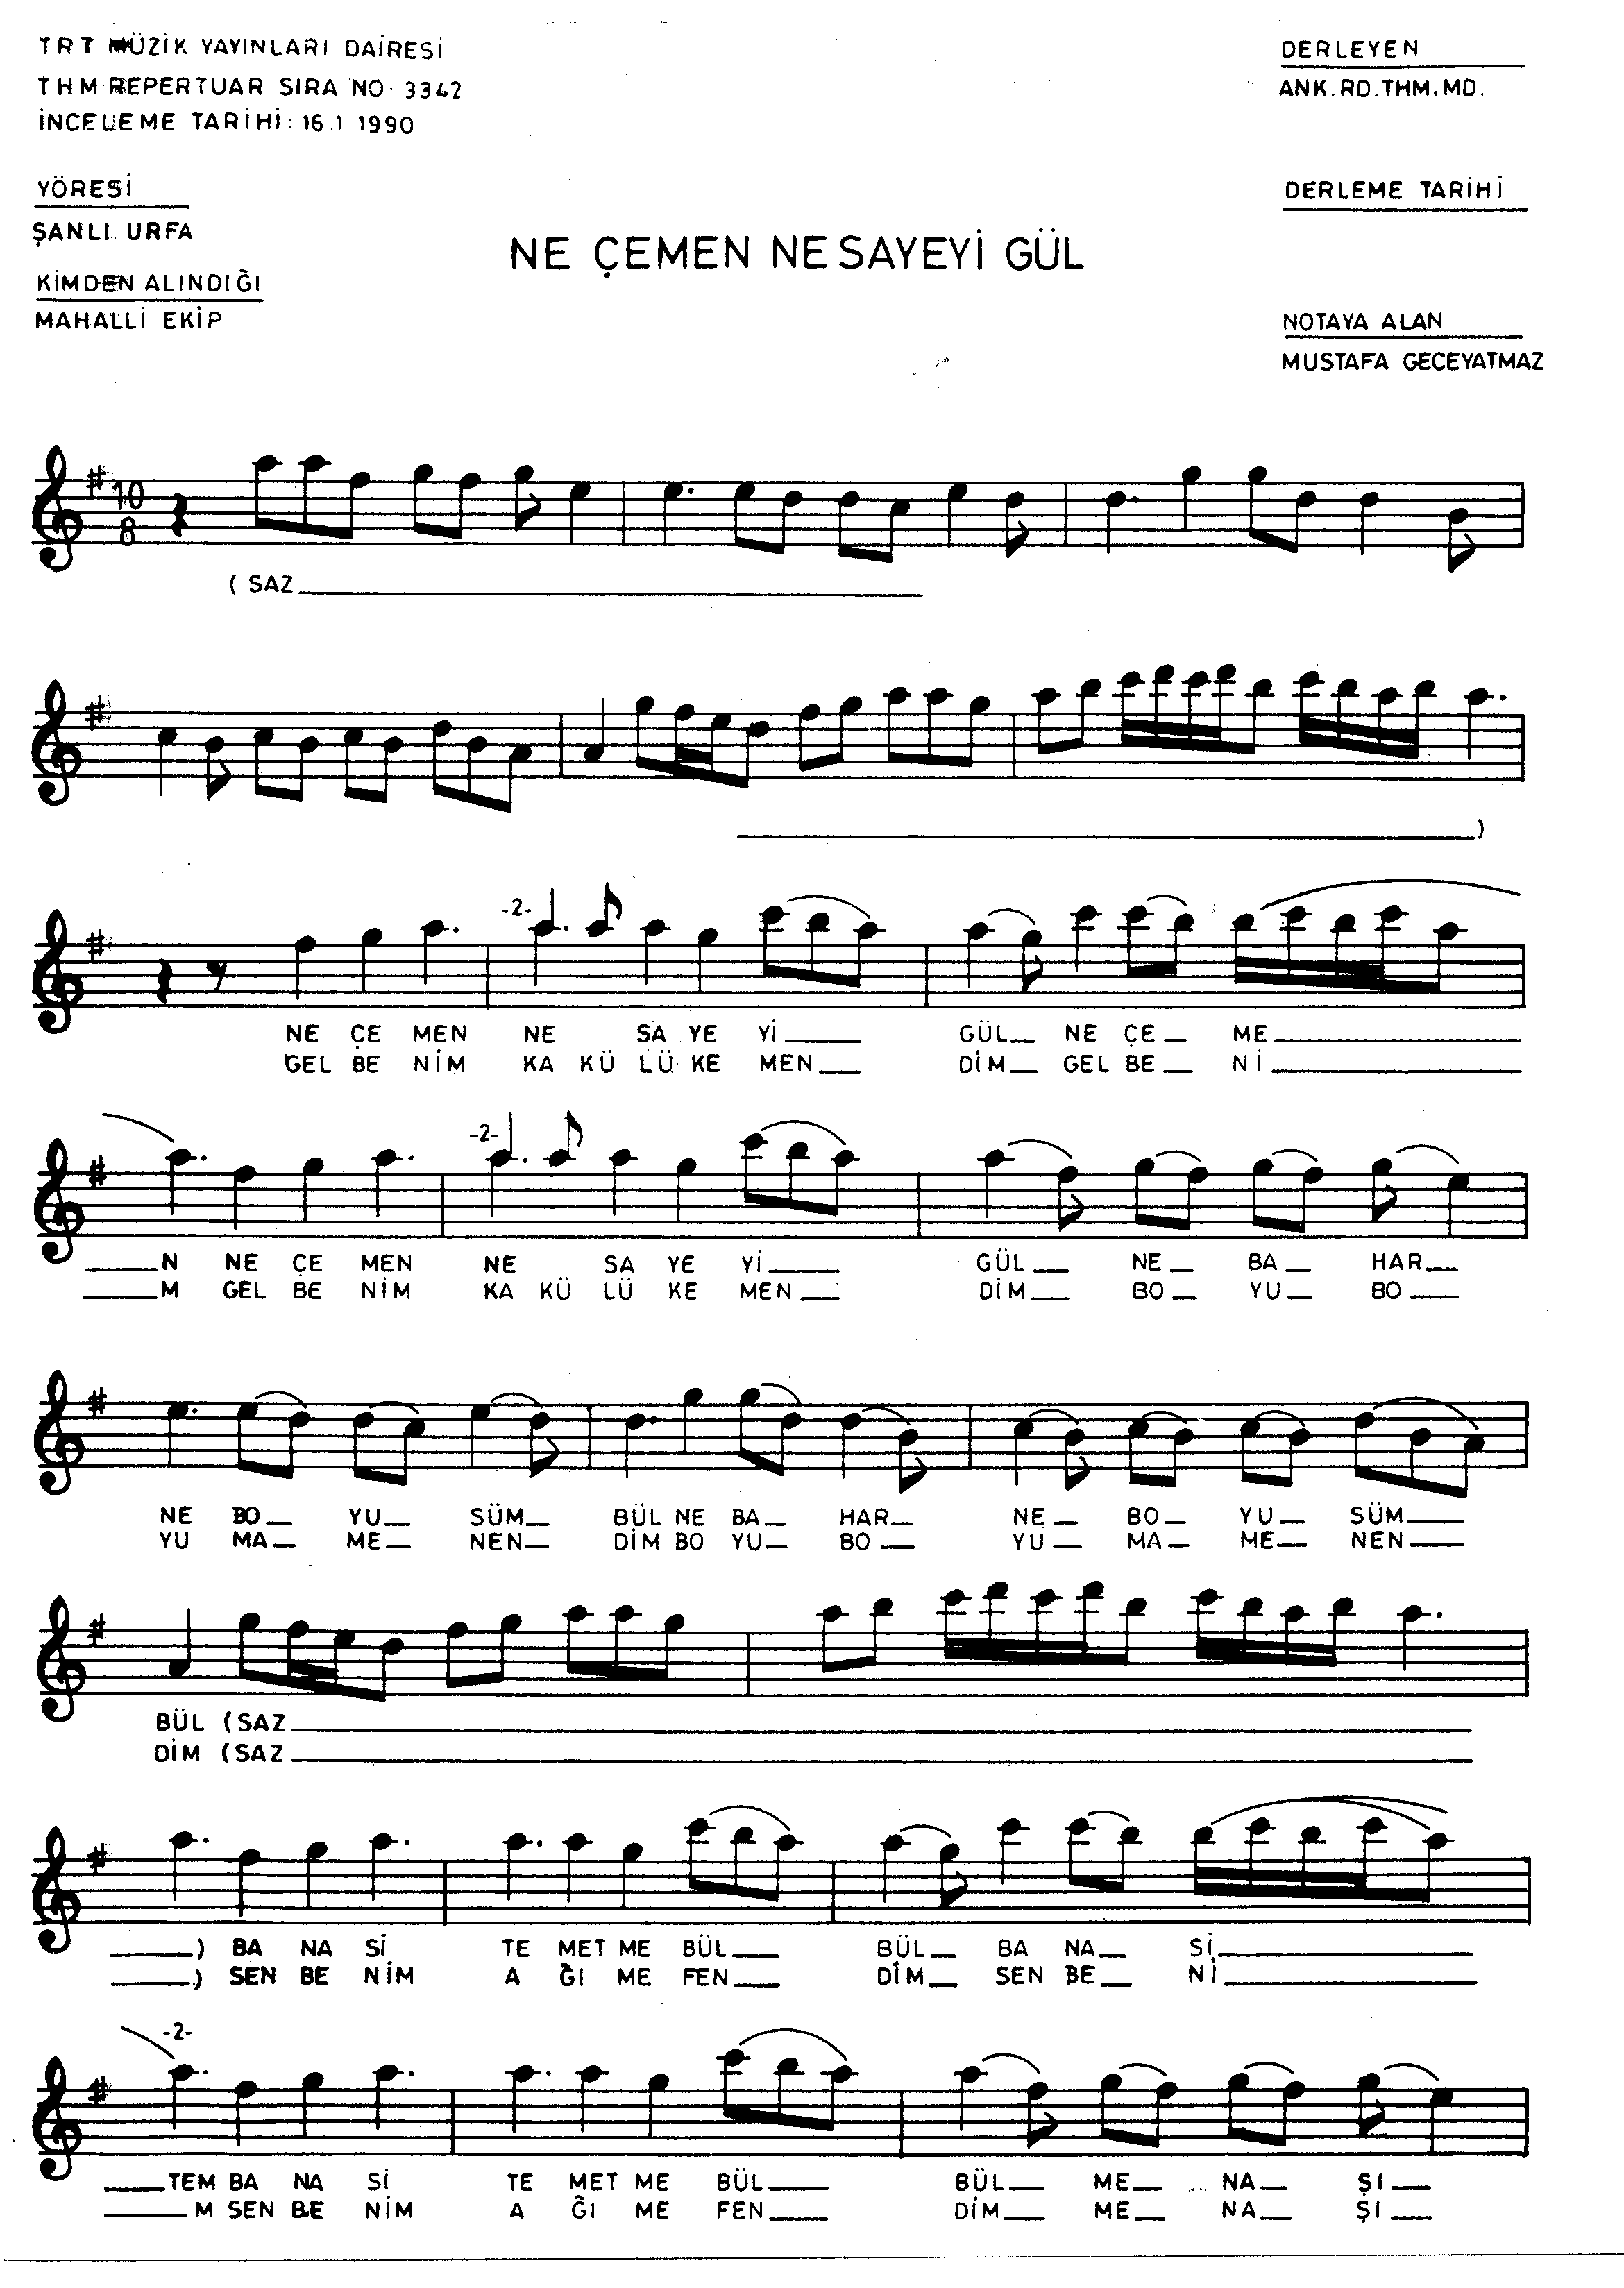 TRT MÜZİK YAYINLARI DAİRESİ
THM REPERTUAR SIRA NO 3342
İNCELEME TARİHİ: 16 1 1990
DERLEYEN
ANK.RD.THM.MD.
YÖRESİ
ŞANLI URFA
DERLEME TARİHİ
NE ÇEMEN NE SAYEYİ GÜL
KİMDEN ALINDIĞI
MAHALLİ EKİP
NOTAYA ALAN
MUSTAFA GECEYATMAZ
10
8
( SAZ
)
-2-
NE ÇE MEN NE SA YE Yİ GÜL NE ÇE ME
GEL BE NİM KA KÜ LÜ KE MEN DİM GEL BE Nİ
-2-
N NE ÇE MEN NE SA YE Yİ GÜL NE BA HAR
M GEL BE NİM KA KÜ LÜ KE MEN DİM BO YU BO
NE BO YU SÜM BÜL NE BA HAR NE BO YU SÜM
YU MA ME NEN DİM BO YU BO YU MA ME NEN
BÜL (SAZ
DİM (SAZ
) BA NA Sİ TE MET ME BÜL BÜL BA NA Sİ
) SEN BE NİM A ĞI ME FEN DİM SEN BE Nİ
-2-
TEM BA NA Sİ TE MET ME BÜL BÜL ME NA ŞI
M SEN BE NİM A ĞI ME FEN DİM ME NA ŞI